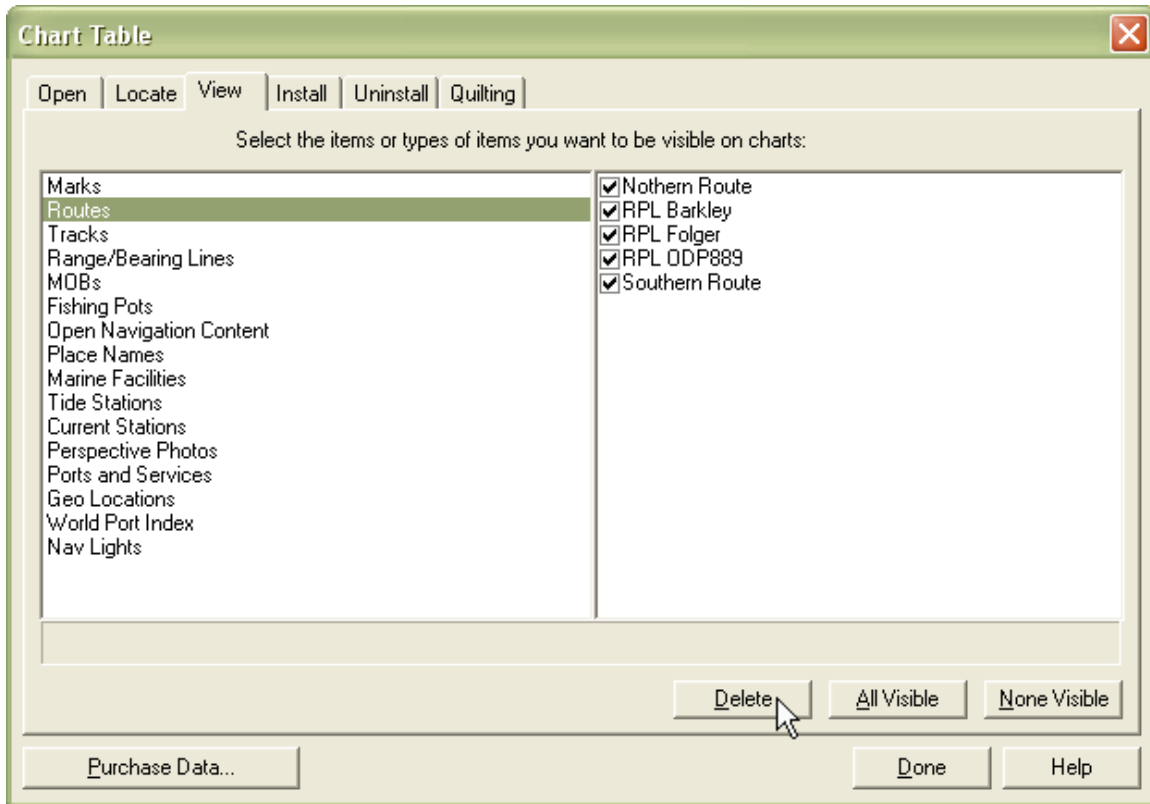 Chart Table
Open Locate View Install Uninstall Quilting
Select the items or types of items you want to be visible on charts:
Marks
Routes
Tracks
Range/Bearing Lines
MOBs
Fishing Pots
Open Navigation Content
Place Names
Marine Facilities
Tide Stations
Current Stations
Perspective Photos
Ports and Services
Geo Locations
World Port Index
Nav Lights
Nothern Route
RPL Barkley
RPL Folger
RPL ODP889
Southern Route
Delete All Visible None Visible
Purchase Data... Done Help